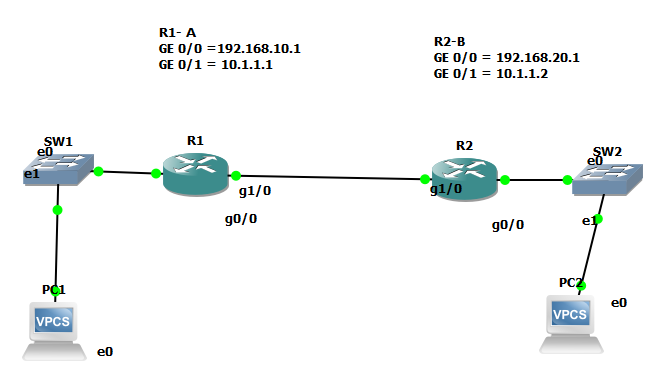 R1- A
GE 0/0 =192.168.10.1
GE 0/1 = 10.1.1.1
R2-B
GE 0/0 = 192.168.20.1
GE 0/1 = 10.1.1.2
SW1
e0
e1
R1
g1/0
g0/0
R2
g1/0
g0/0
SW2
e0
e1
PC1
VPCS
e0
PC2
VPCS
e0